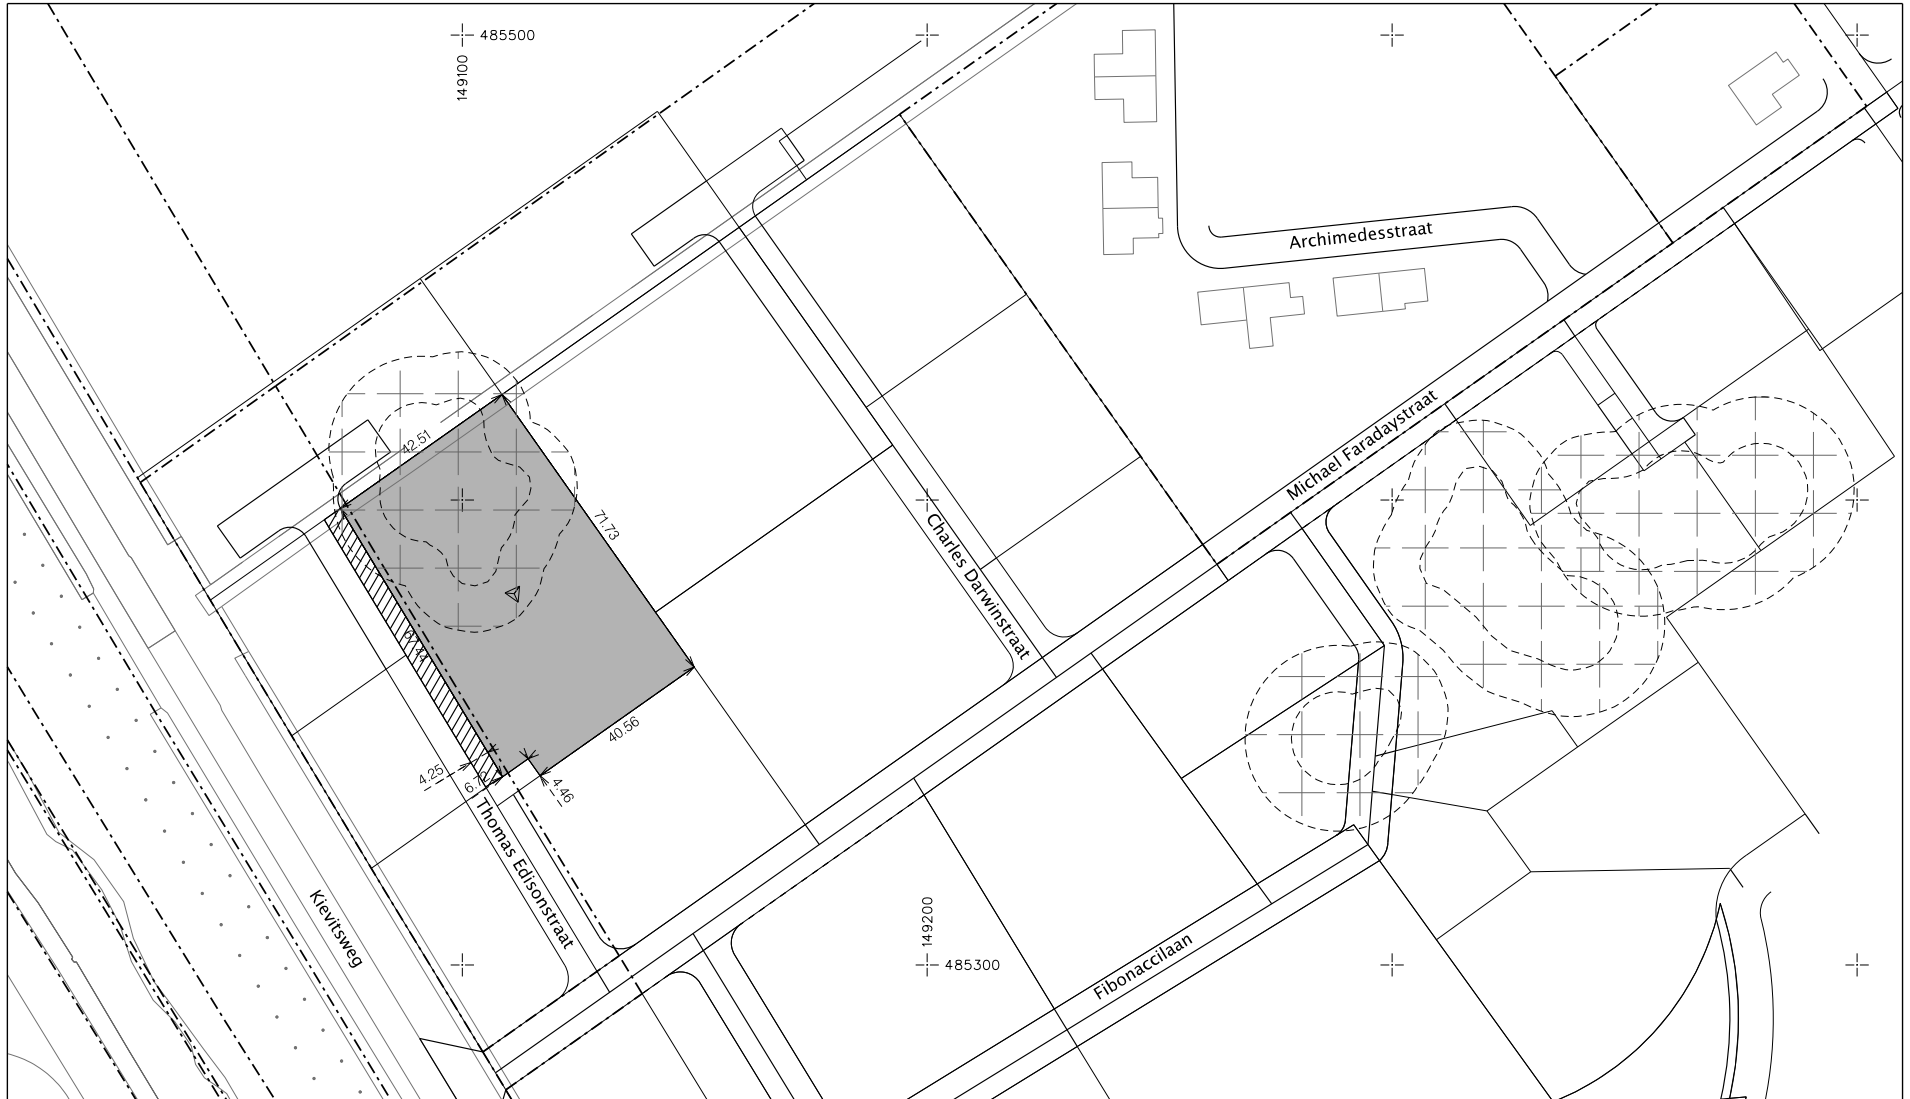 485500
149100
Archimedesstraat
Michael Faradaystraat
42.51
71.73
Charles Darwinstraat
40.56
4.25
4.46
Thomas Edisonstraat
Kievitsweg
149200
485300
Fibonaccilaan